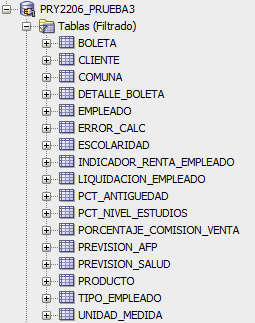 PRY2206_PRUEBA3
Tablas (Filtrado)
BOLETA
CLIENTE
COMUNA
DETALLE_BOLETA
EMPLEADO
ERROR_CALC
ESCOLARIDAD
INDICADOR_RENTA_EMPLEADO
LIQUIDACION_EMPLEADO
PCT_ANTIGUEDAD
PCT_NIVEL_ESTUDIOS
PORCENTAJE_COMISION_VENTA
PREVISION_AFP
PREVISION_SALUD
PRODUCTO
TIPO_EMPLEADO
UNIDAD_MEDIDA